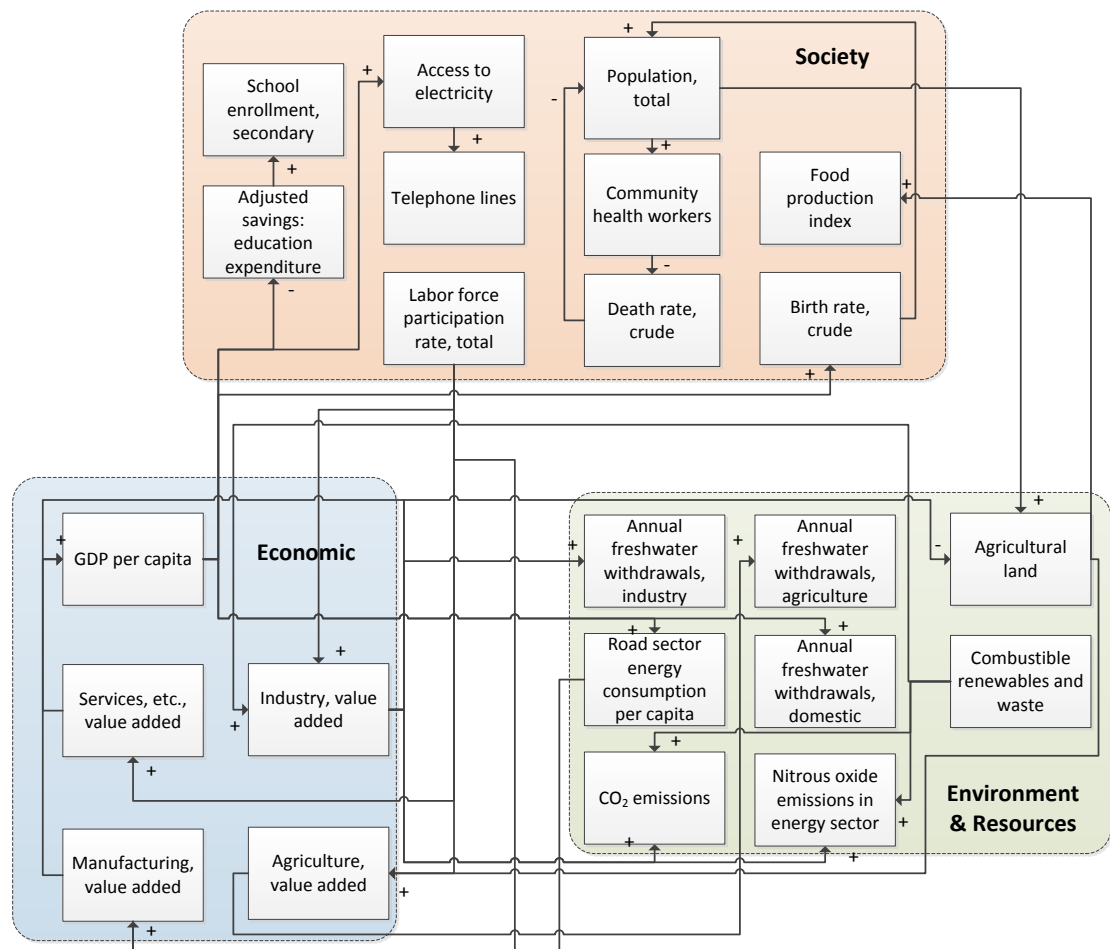 Society
School
enrollment,
secondary
+
Access to
electricity
+
Population,
total
-
+
Adjusted
savings:
education
expenditure
+
-
Telephone lines
+
Community
health workers
+
Food
production
index
+
Labor force
participation
rate, total
Death rate,
crude
-
Birth rate,
crude
+
Economic
GDP per capita
+
Services, etc.,
value added
+
Industry, value
added
+
+
Manufacturing,
value added
+
Agriculture,
value added
+
Annual
freshwater
withdrawals,
industry
+
Annual
freshwater
withdrawals,
agriculture
+
Agricultural
land
+
-
Road sector
energy
consumption
per capita
+
Annual
freshwater
withdrawals,
domestic
+
Combustible
renewables and
waste
CO₂ emissions
+
+
Nitrous oxide
emissions in
energy sector
+
+
Environment
& Resources